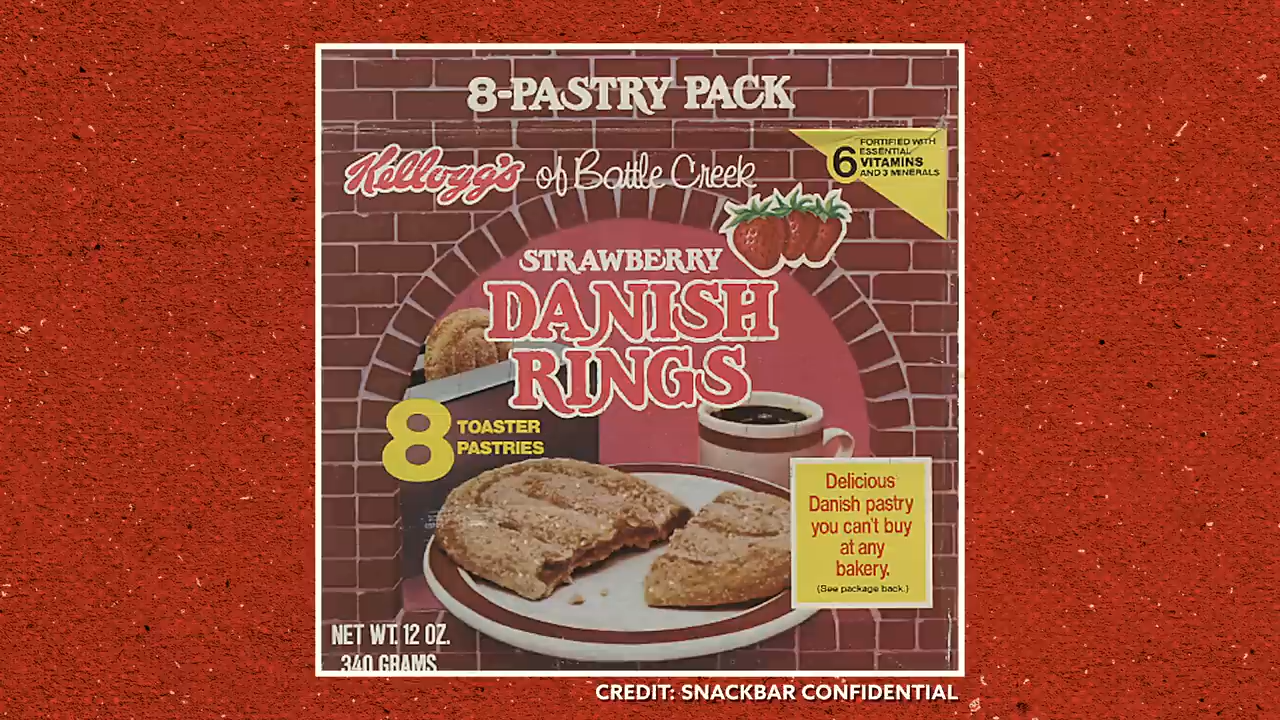 8-PASTRY PACK
Kellogg's of Battle Creek
6 FORTIFIED WITH
ESSENTIAL
VITAMINS
AND 3 MINERALS
STRAWBERRY
DANISH
RINGS
8 TOASTER
PASTRIES
Delicious
Danish pastry
you can't buy
at any
bakery.
(See package back.)
NET WT. 12 OZ.
340 GRAMS
CREDIT: SNACKBAR CONFIDENTIAL